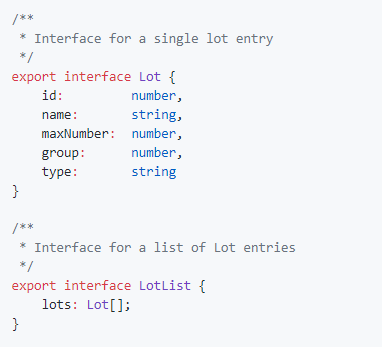 /**
 * Interface for a single lot entry
 */
export interface Lot {
    id:         number,
    name:       string,
    maxNumber:  number,
    group:      number,
    type:       string
}

/**
 * Interface for a list of Lot entries
 */
export interface LotList {
    lots: Lot[];
}